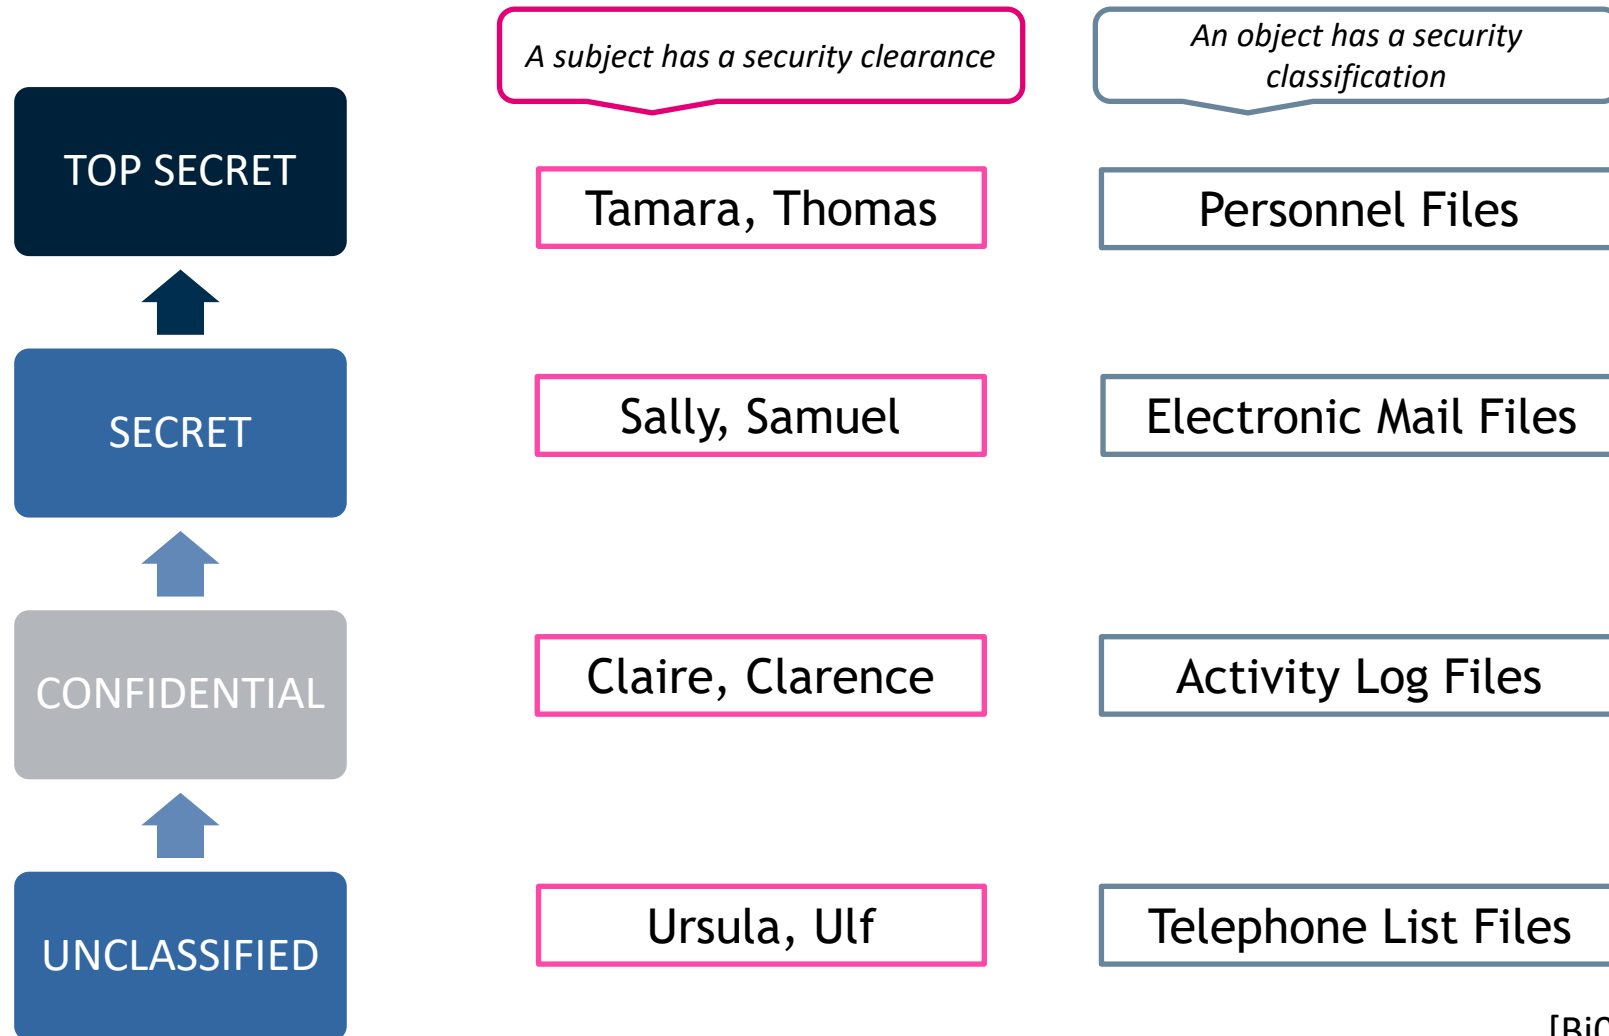 A subject has a security clearance
An object has a security
classification
TOP SECRET
Tamara, Thomas
Personnel Files
SECRET
Sally, Samuel
Electronic Mail Files
CONFIDENTIAL
Claire, Clarence
Activity Log Files
UNCLASSIFIED
Ursula, Ulf
Telephone List Files